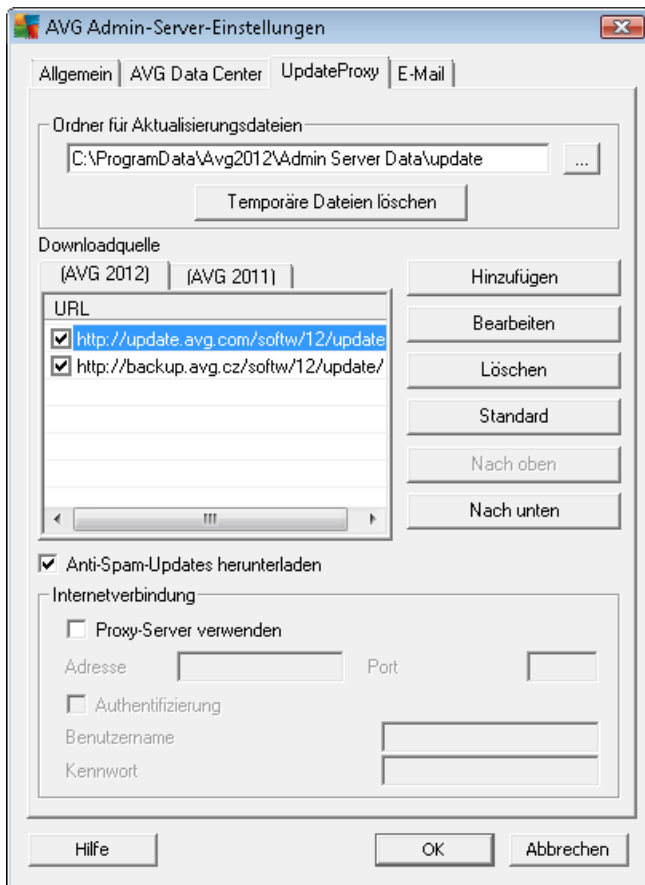 AVG Admin-Server-Einstellungen
Allgemein AVG Data Center UpdateProxy E-Mail
Ordner für Aktualisierungsdateien
C:\ProgramData\Avg2012\Admin Server Data\update ...
Temporäre Dateien löschen
Downloadquelle
(AVG 2012) (AVG 2011)
URL
http://update.avg.com/softw/12/update
http://backup.avg.cz/softw/12/update/
Hinzufügen
Bearbeiten
Löschen
Standard
Nach oben
Nach unten
Anti-Spam-Updates herunterladen
Internetverbindung
Proxy-Server verwenden
Adresse Port
Authentifizierung
Benutzername
Kennwort
Hilfe OK Abbrechen